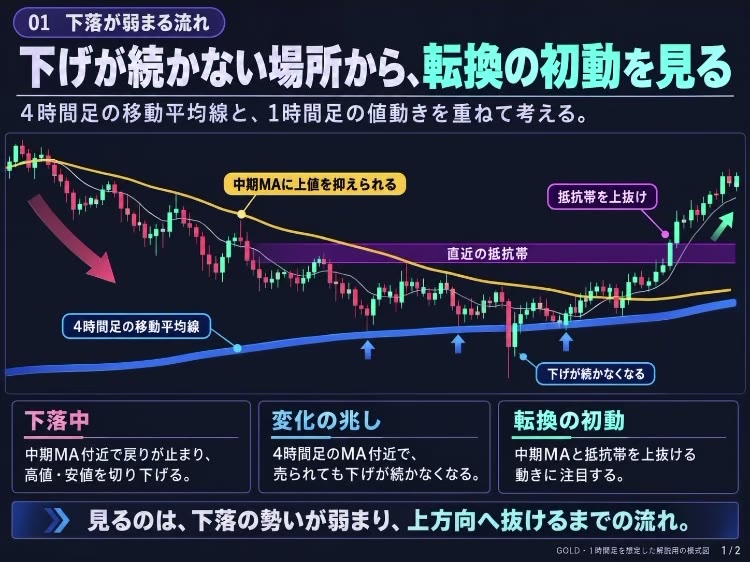 01 下落が弱まる流れ
下げが続かない場所から、転換の初動を見る
4時間足の移動平均線と、1時間足の値動きを重ねて考える。
中期MAに上値を抑えられる
抵抗帯を上抜け
直近の抵抗帯
4時間足の移動平均線
下げが続かなくなる
下落中
中期MA付近で戻りが止まり、
高値・安値を切り下げる。
変化の兆し
4時間足のMA付近で、
売られても下げが続かなくなる。
転換の初動
中期MAと抵抗帯を上抜ける
動きに注目する。
見るのは、下落の勢いが弱まり、上方向へ抜けるまでの流れ。
GOLD・1時間足を想定した解説用の模式図 1/2